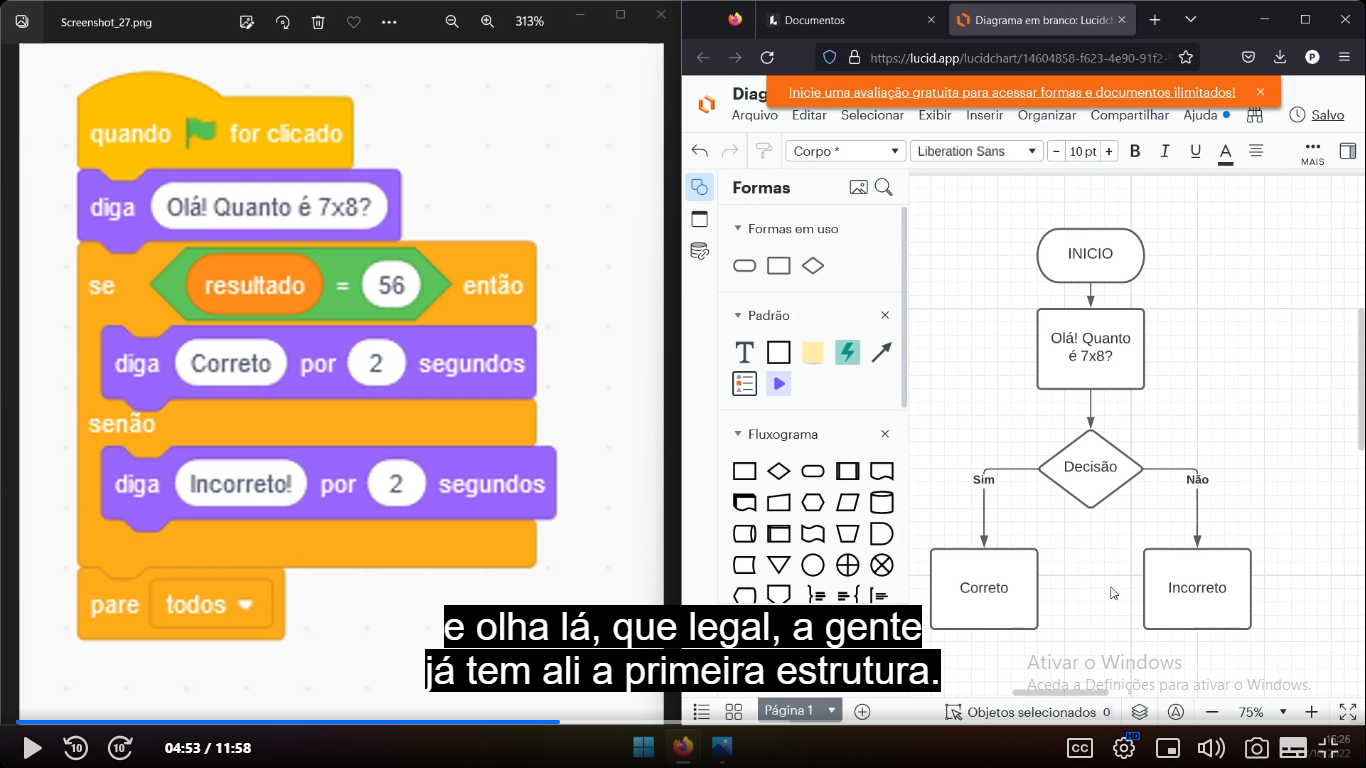 Screenshot_27.png
313%
quando for clicado
diga Olá! Quanto é 7x8?
se resultado = 56 então
diga Correto por 2 segundos
senão
diga Incorreto! por 2 segundos
pare todos
Documentos
Diagrama em branco: Lucidch
https://lucid.app/lucidchart/14604858-f623-4e90-91f2-
Diag
Inicie uma avaliação gratuita para acessar formas e documentos ilimitados!
Arquivo Editar Selecionar Exibir Inserir Organizar Compartilhar Ajuda Salvo
Corpo * Liberation Sans - 10 pt + B I U A MAIS
Formas
Formas em uso
Padrão
T
Fluxograma
INICIO
Olá! Quanto
é 7x8?
Decisão
Sim Não
Correto Incorreto
Ativar o Windows
Aceda a Definições para ativar o Windows.
Página 1
Objetos selecionados 0
75%
e olha lá, que legal, a gente
já tem ali a primeira estrutura.
10 10 04:53 / 11:58
CC HD